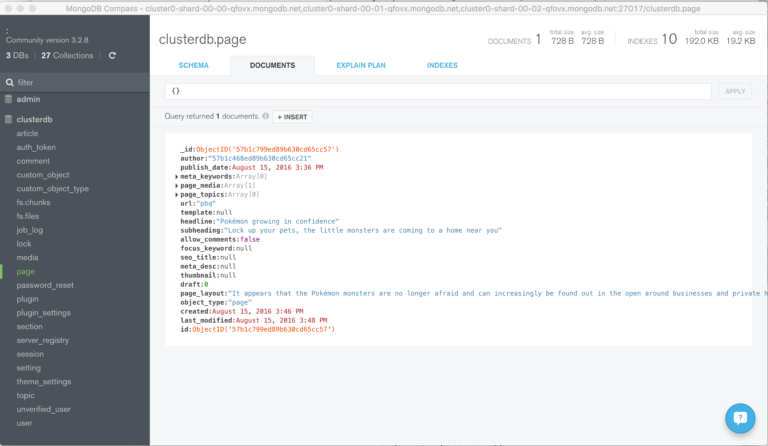 MongoDB Compass - cluster0-shard-00-00-qfovx.mongodb.net,cluster0-shard-00-01-qfovx.mongodb.net,cluster0-shard-00-02-qfovx.mongodb.net:27017/clusterdb.page
:
Community version 3.2.8
3 DBs 27 Collections
filter
admin
clusterdb
article
auth_token
comment
custom_object
custom_object_type
fs.chunks
fs.files
job_log
lock
media
page
password_reset
plugin
plugin_settings
section
server_registry
session
setting
theme_settings
topic
unverified_user
user
clusterdb.page
DOCUMENTS 1 total size 728 B avg. size 728 B INDEXES 10 total size 192.0 KB avg. size 19.2 KB
SCHEMA DOCUMENTS EXPLAIN PLAN INDEXES
{} APPLY
Query returned 1 documents. + INSERT
_id:ObjectID('57b1c799ed89b630cd65cc57')
author:"57b1c468ed89b630cd65cc21"
publish_date:August 15, 2016 3:36 PM
meta_keywords:Array[0]
page_media:Array[1]
page_topics:Array[0]
url:"pbq"
template:null
headline:"Pokémon growing in confidence"
subheading:"Lock up your pets, the little monsters are coming to a home near you"
allow_comments:false
focus_keyword:null
seo_title:null
meta_desc:null
thumbnail:null
draft:0
page_layout:"It appears that the Pokémon monsters are no longer afraid and can increasingly be found out in the open around businesses and private h
object_type:"page"
created:August 15, 2016 3:46 PM
last_modified:August 15, 2016 3:48 PM
id:ObjectID('57b1c799ed89b630cd65cc57')